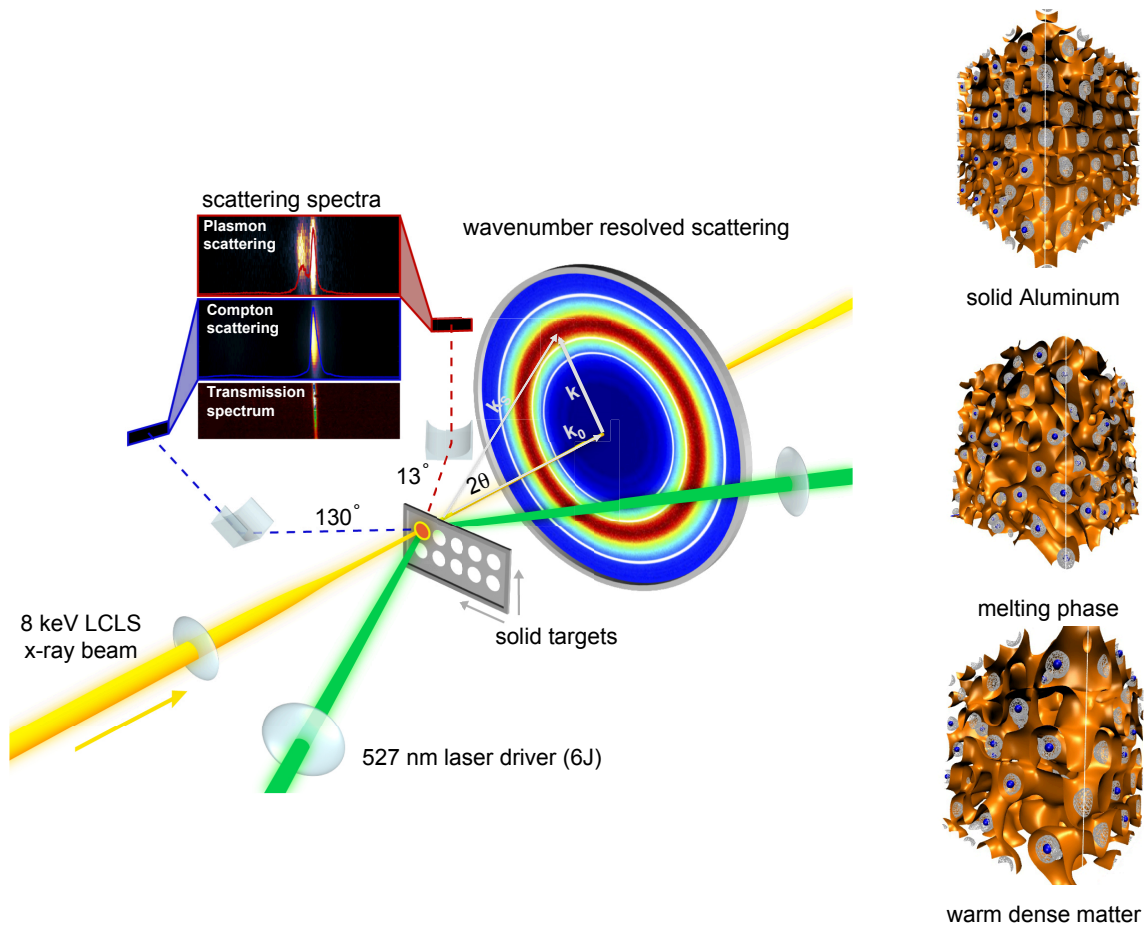 scattering spectra
Plasmon
scattering
Compton
scattering
Transmission
spectrum
wavenumber resolved scattering
kₛ
k
k₀
2θ
13°
130°
8 keV LCLS
x-ray beam
solid targets
527 nm laser driver (6J)
solid Aluminum
melting phase
warm dense matter